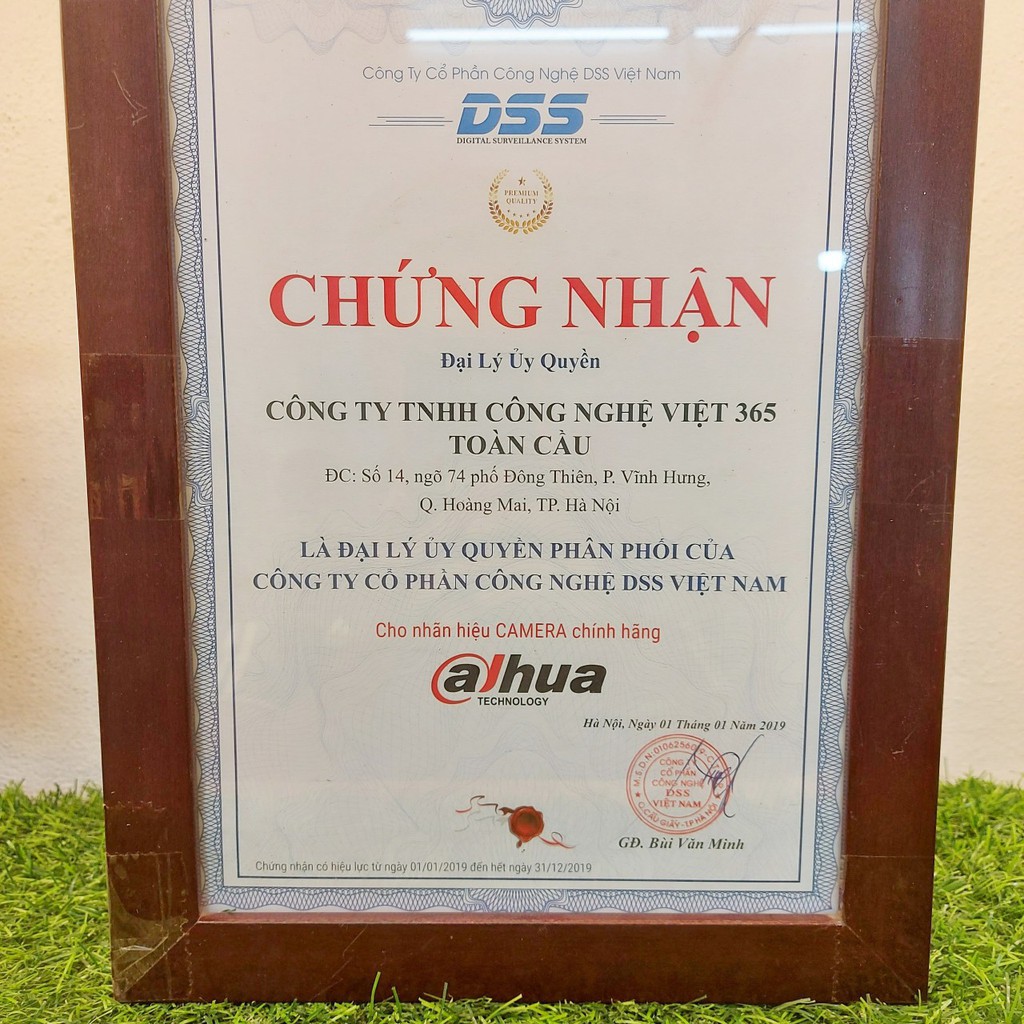 Công Ty Cổ Phần Công Nghệ DSS Việt Nam
DSS
DIGITAL SURVEILLANCE SYSTEM
PREMIUM
QUALITY
CHỨNG NHẬN
Đại Lý Ủy Quyền
CÔNG TY TNHH CÔNG NGHỆ VIỆT 365
TOÀN CẦU
ĐC: Số 14, ngõ 74 phố Đông Thiên, P. Vĩnh Hưng,
Q. Hoàng Mai, TP. Hà Nội
LÀ ĐẠI LÝ ỦY QUYỀN PHÂN PHỐI CỦA
CÔNG TY CỔ PHẦN CÔNG NGHỆ DSS VIỆT NAM
Cho nhãn hiệu CAMERA chính hãng
alhua
TECHNOLOGY
Hà Nội, Ngày 01 Tháng 01 Năm 2019
CÔNG TY
CỔ PHẦN
CÔNG NGHỆ
DSS
VIỆT NAM
Q.CẦU GIẤY-T.P HÀ NỘI
GĐ. Bùi Văn Minh
Chứng nhận có hiệu lực từ ngày 01/01/2019 đến hết ngày 31/12/2019